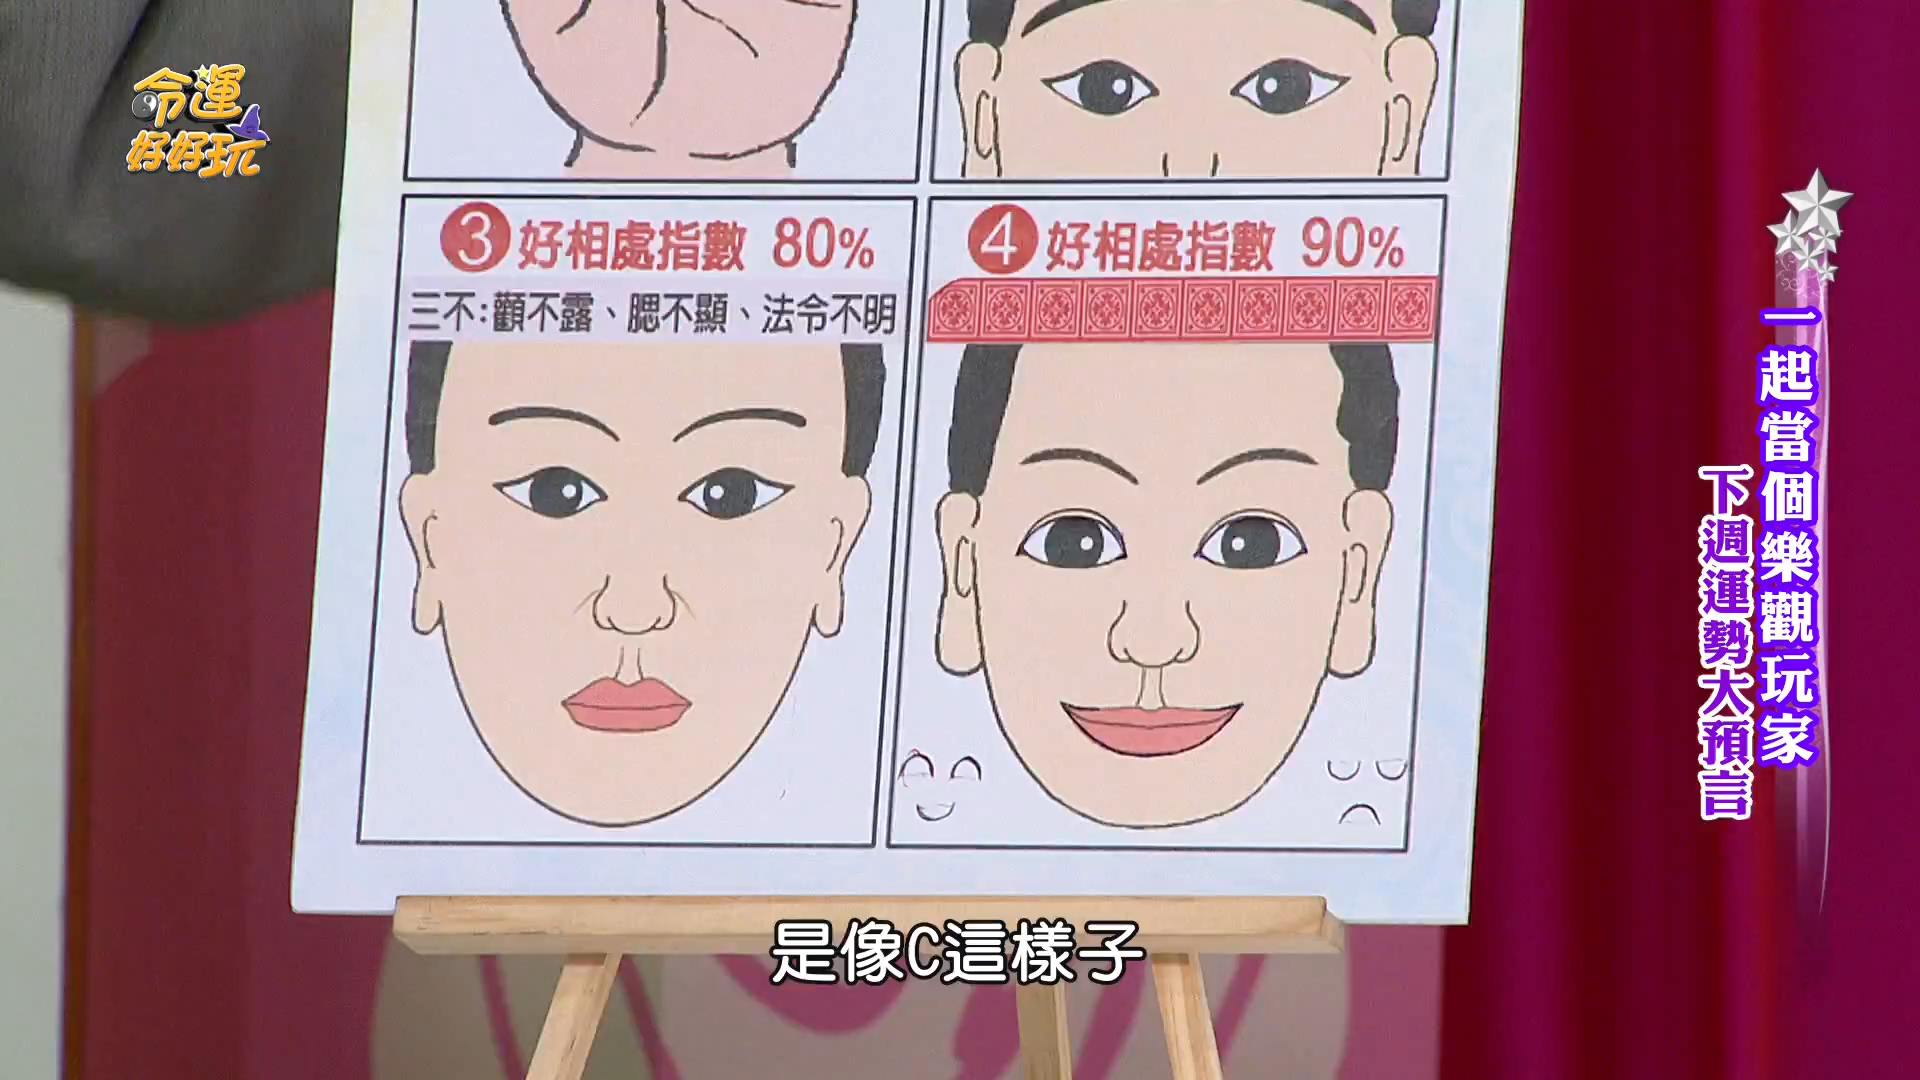 命運
好好玩
3 好相處指數 80%
三不:顴不露、腮不顯、法令不明
4 好相處指數 90%
一起當個樂觀玩家
下週運勢大預言
是像C這樣子